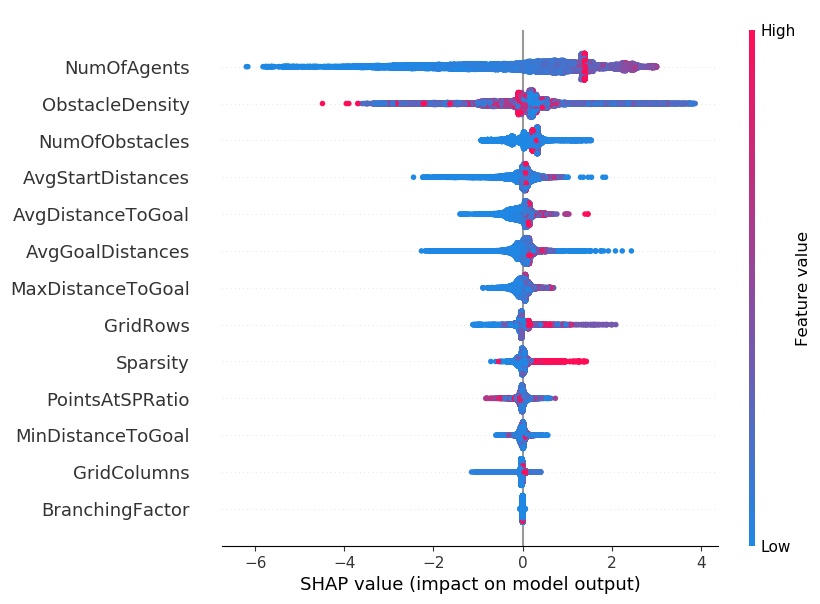 High
NumOfAgents
ObstacleDensity
NumOfObstacles
AvgStartDistances
AvgDistanceToGoal
AvgGoalDistances
MaxDistanceToGoal
GridRows
Sparsity
PointsAtSPRatio
MinDistanceToGoal
GridColumns
BranchingFactor
Feature value
Low
−6 −4 −2 0 2 4
SHAP value (impact on model output)